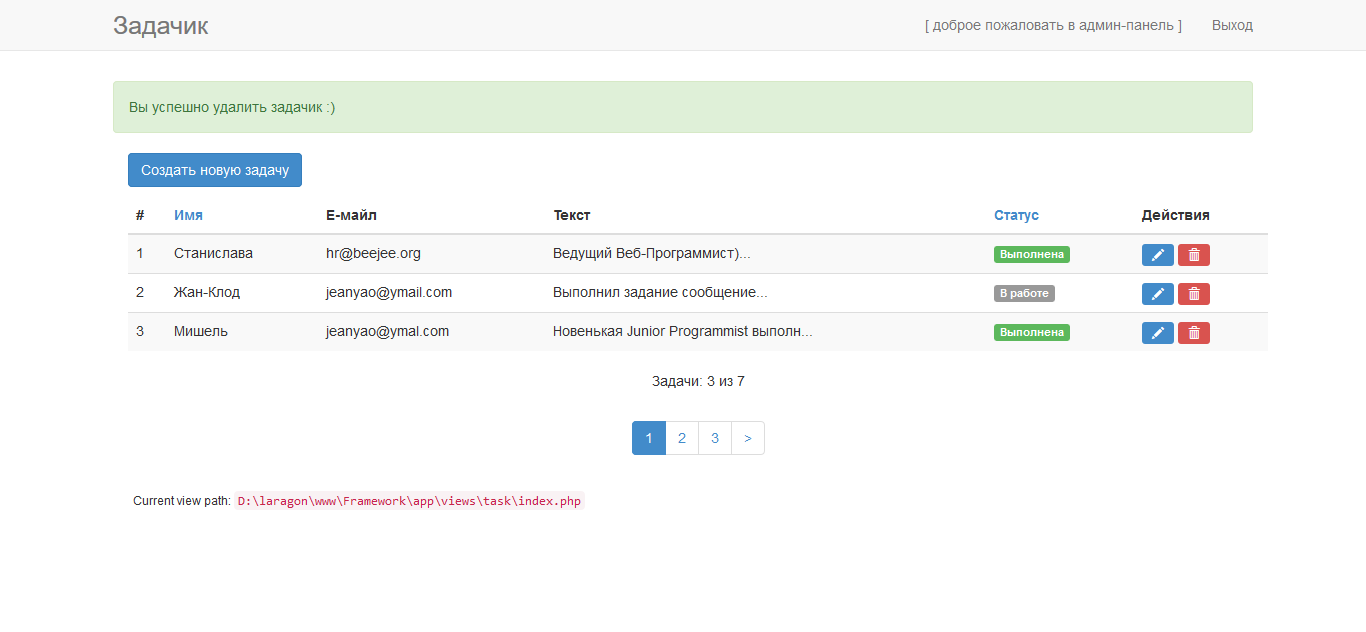 Задачик [ доброе пожаловать в админ-панель ] Выход
Вы успешно удалить задачик :)
Создать новую задачу
# Имя Е-майл Текст Статус Действия
1 Станислава hr@beejee.org Ведущий Веб-Программист)... Выполнена
2 Жан-Клод jeanyao@ymail.com Выполнил задание сообщение... В работе
3 Мишель jeanyao@ymal.com Новенькая Junior Programmist выполн... Выполнена
Задачи: 3 из 7
1 2 3 >
Current view path: D:\laragon\www\Framework\app\views\task\index.php